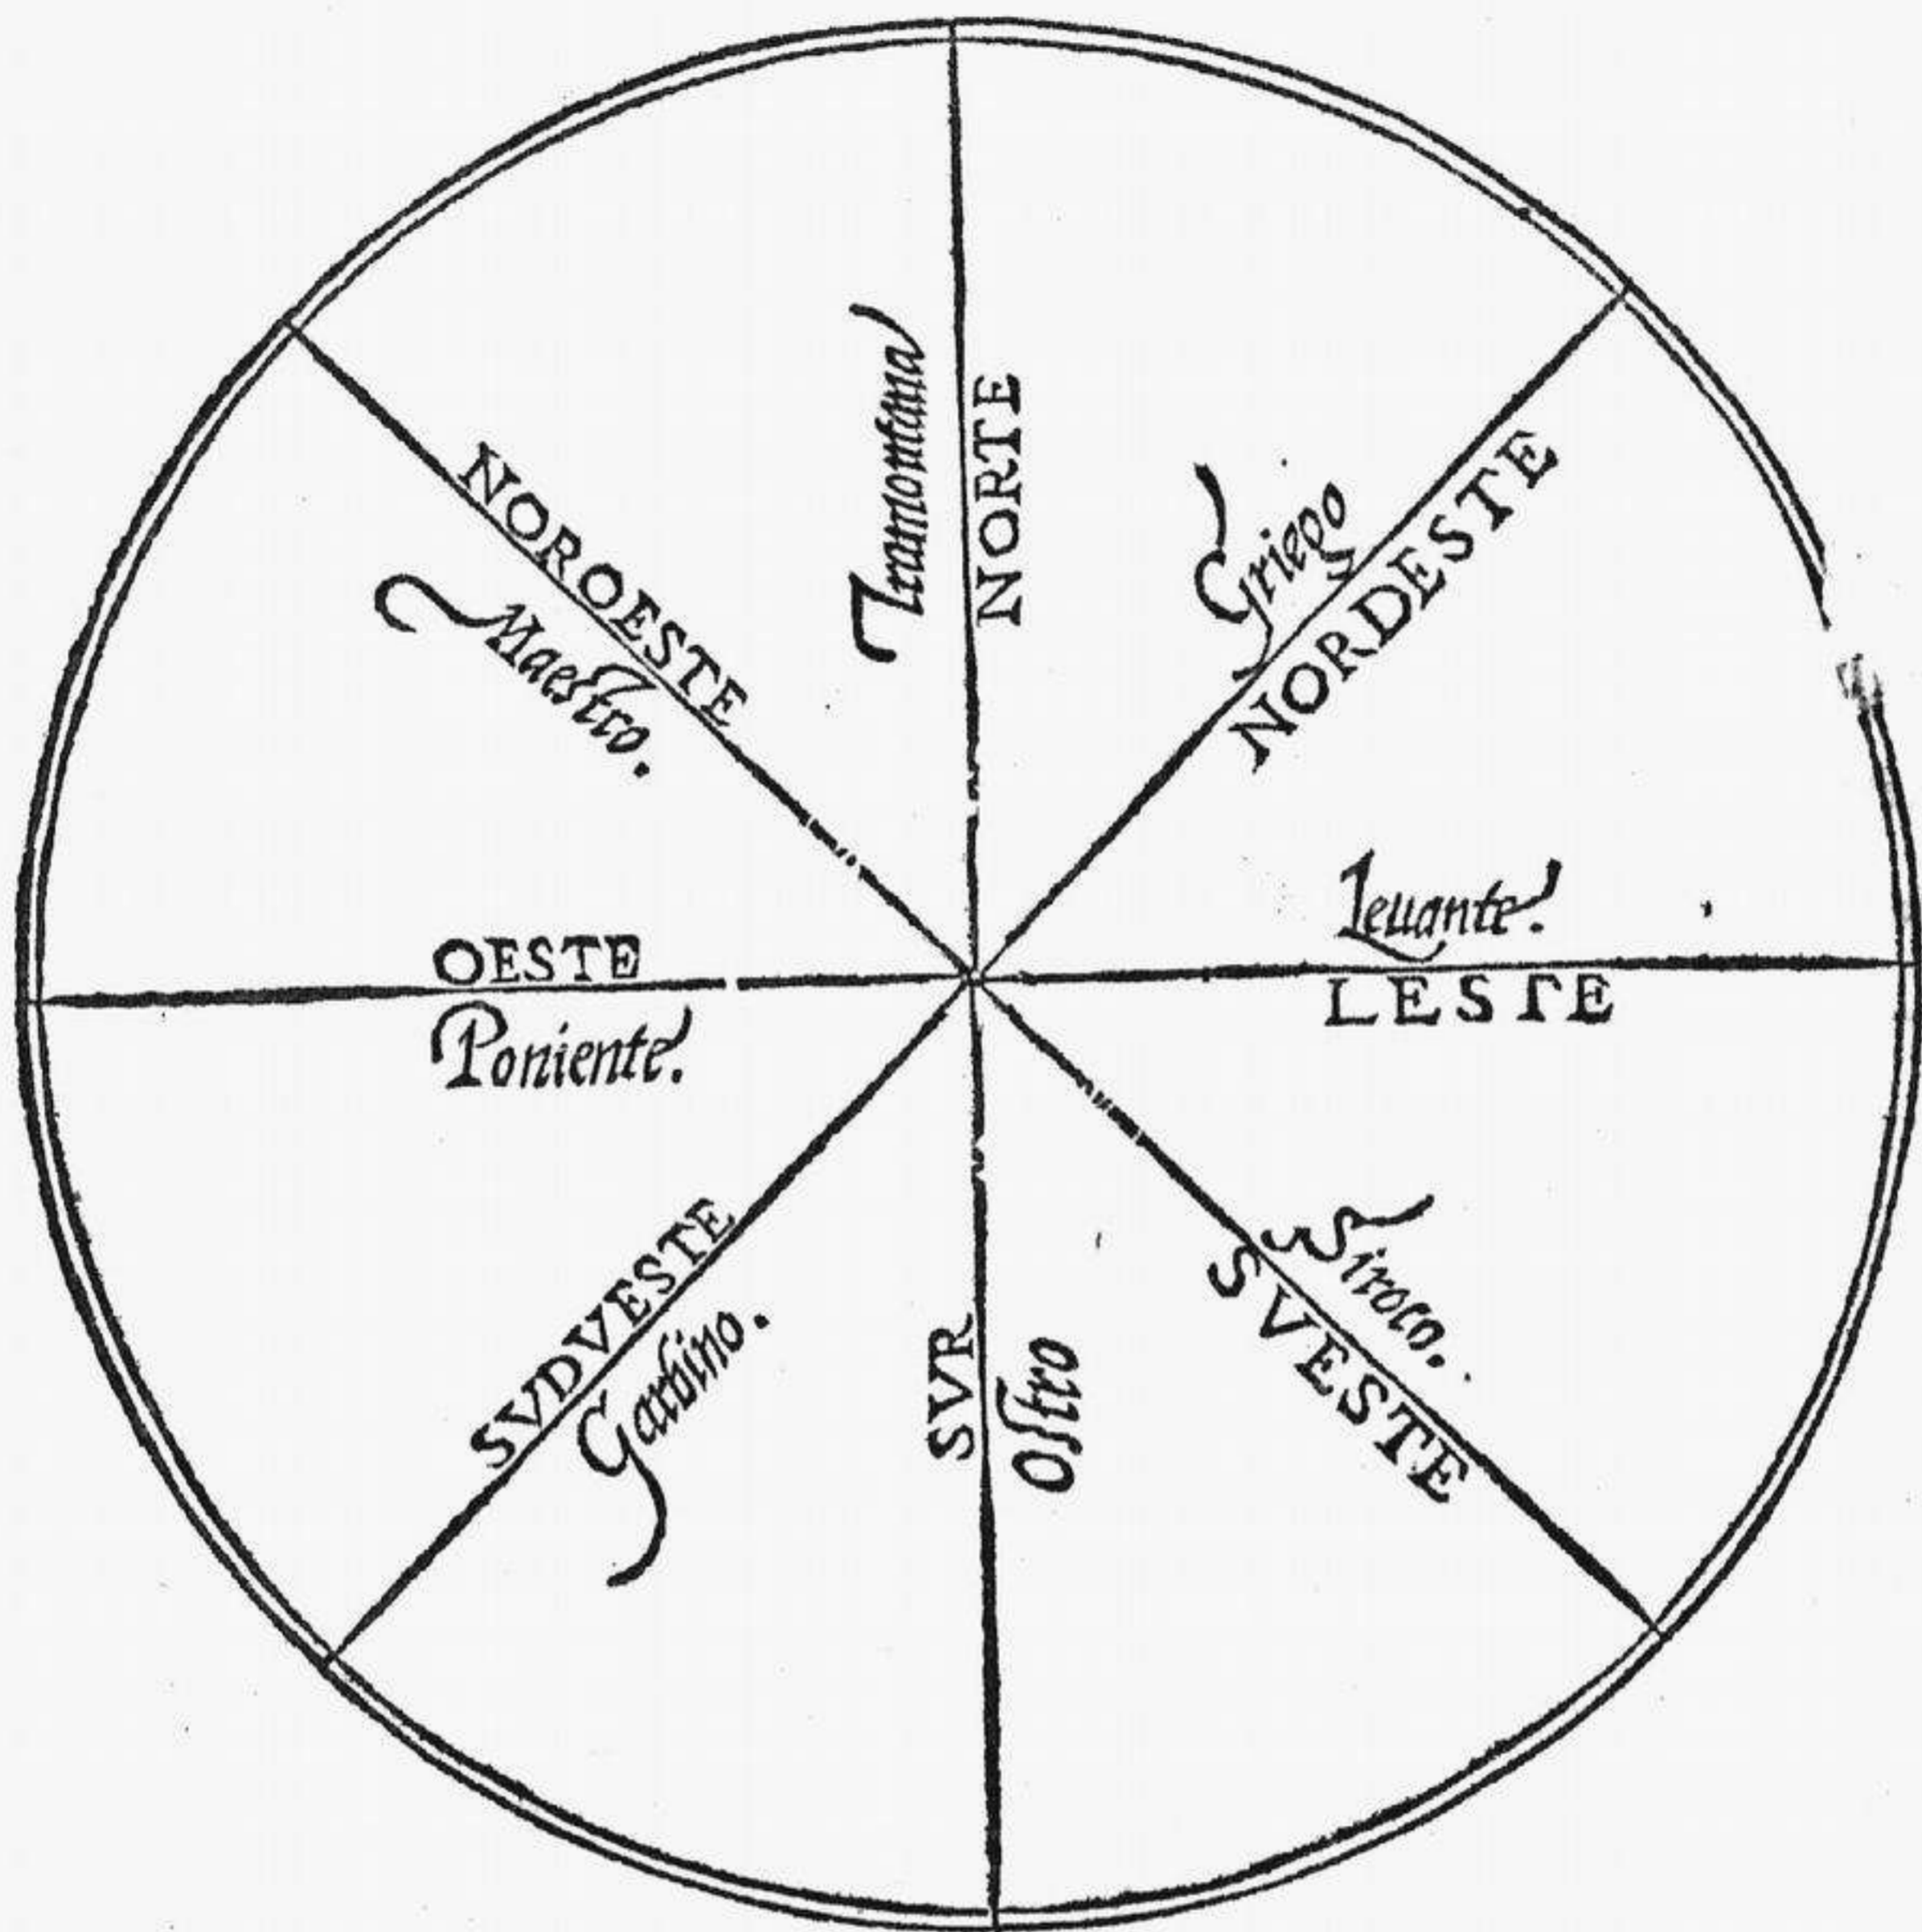 Tramontana
NORTE
Griego
NORDESTE
Leuante.
LESTE
Siroco.
SVESTE
SVR
Ostro
SVDVESTE
Garbino.
OESTE
Poniente.
NOROESTE
Maestro.